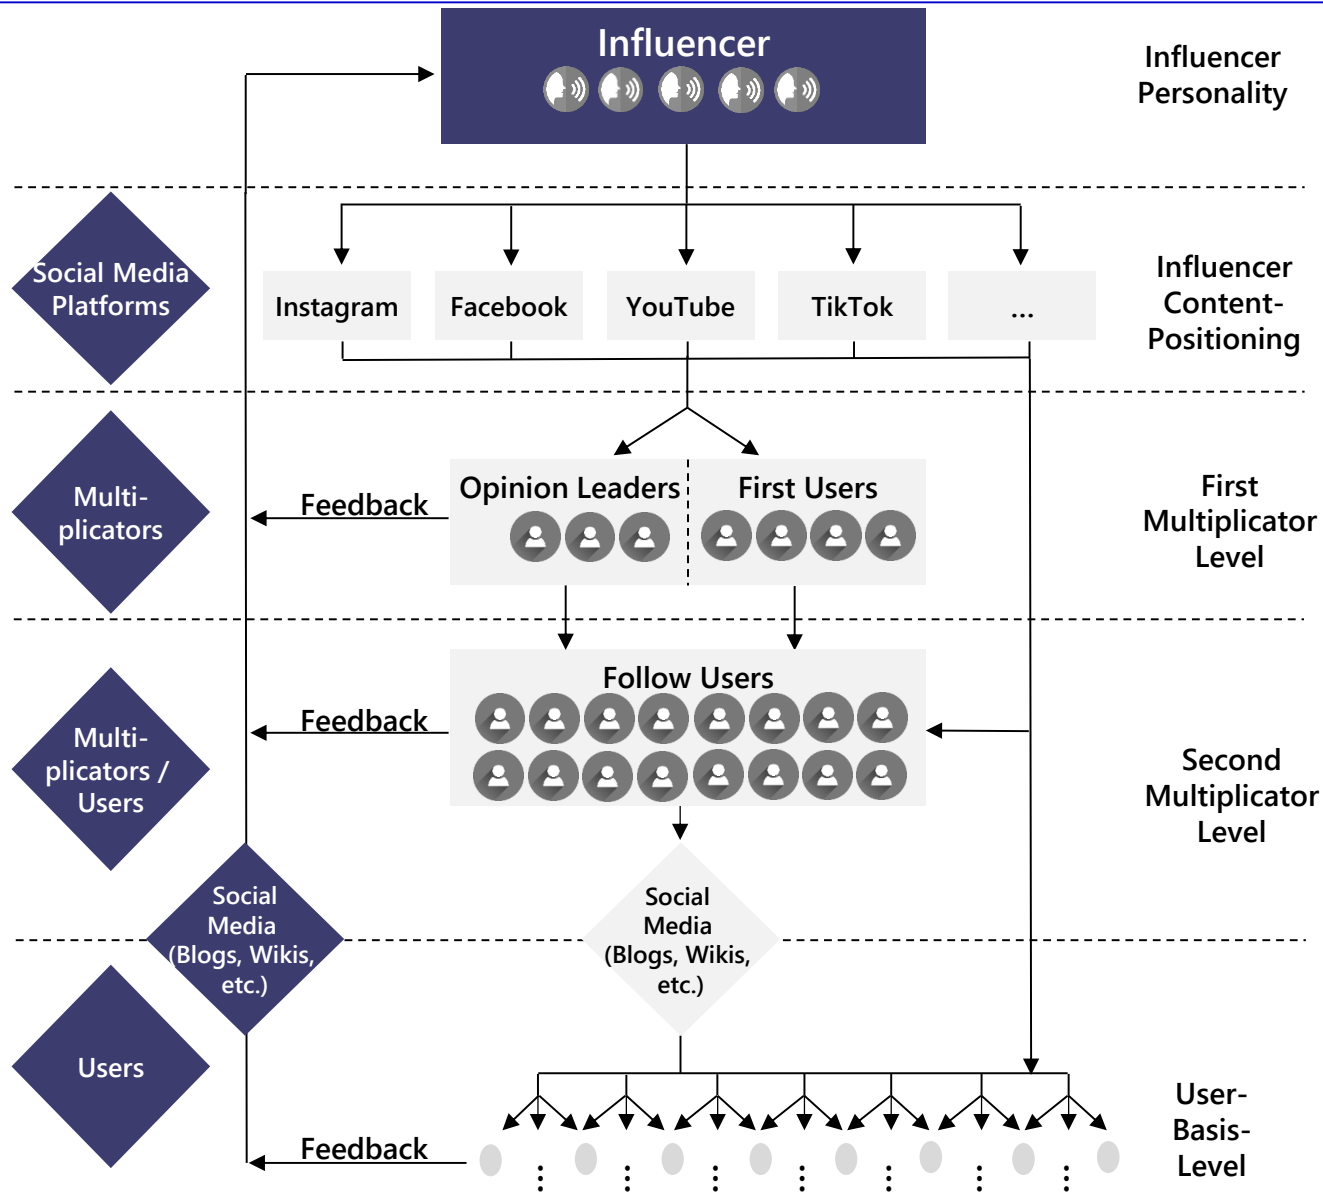 Influencer
Influencer
Personality
Social Media
Platforms
Instagram
Facebook
YouTube
TikTok
...
Influencer
Content-
Positioning
Multi-
plicators
Feedback
Opinion Leaders
First Users
First
Multiplicator
Level
Multi-
plicators /
Users
Feedback
Follow Users
Second
Multiplicator
Level
Social
Media
(Blogs, Wikis,
etc.)
Social
Media
(Blogs, Wikis,
etc.)
Users
Feedback
User-
Basis-
Level